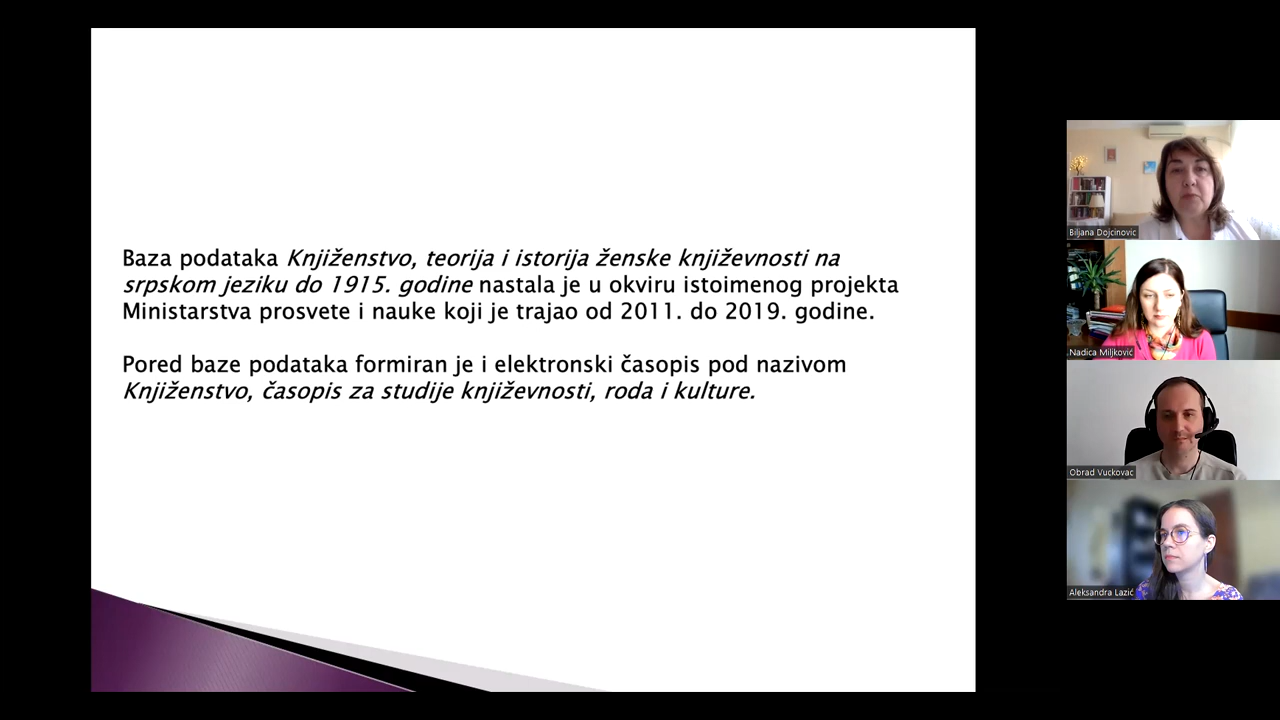 Baza podataka Knjiženstvo, teorija i istorija ženske književnosti na
srpskom jeziku do 1915. godine nastala je u okviru istoimenog projekta
Ministarstva prosvete i nauke koji je trajao od 2011. do 2019. godine.
Pored baze podataka formiran je i elektronski časopis pod nazivom
Knjiženstvo, časopis za studije književnosti, roda i kulture.
Biljana Dojcinovic
Nadica Miljković
Obrad Vuckovac
Aleksandra Lazić